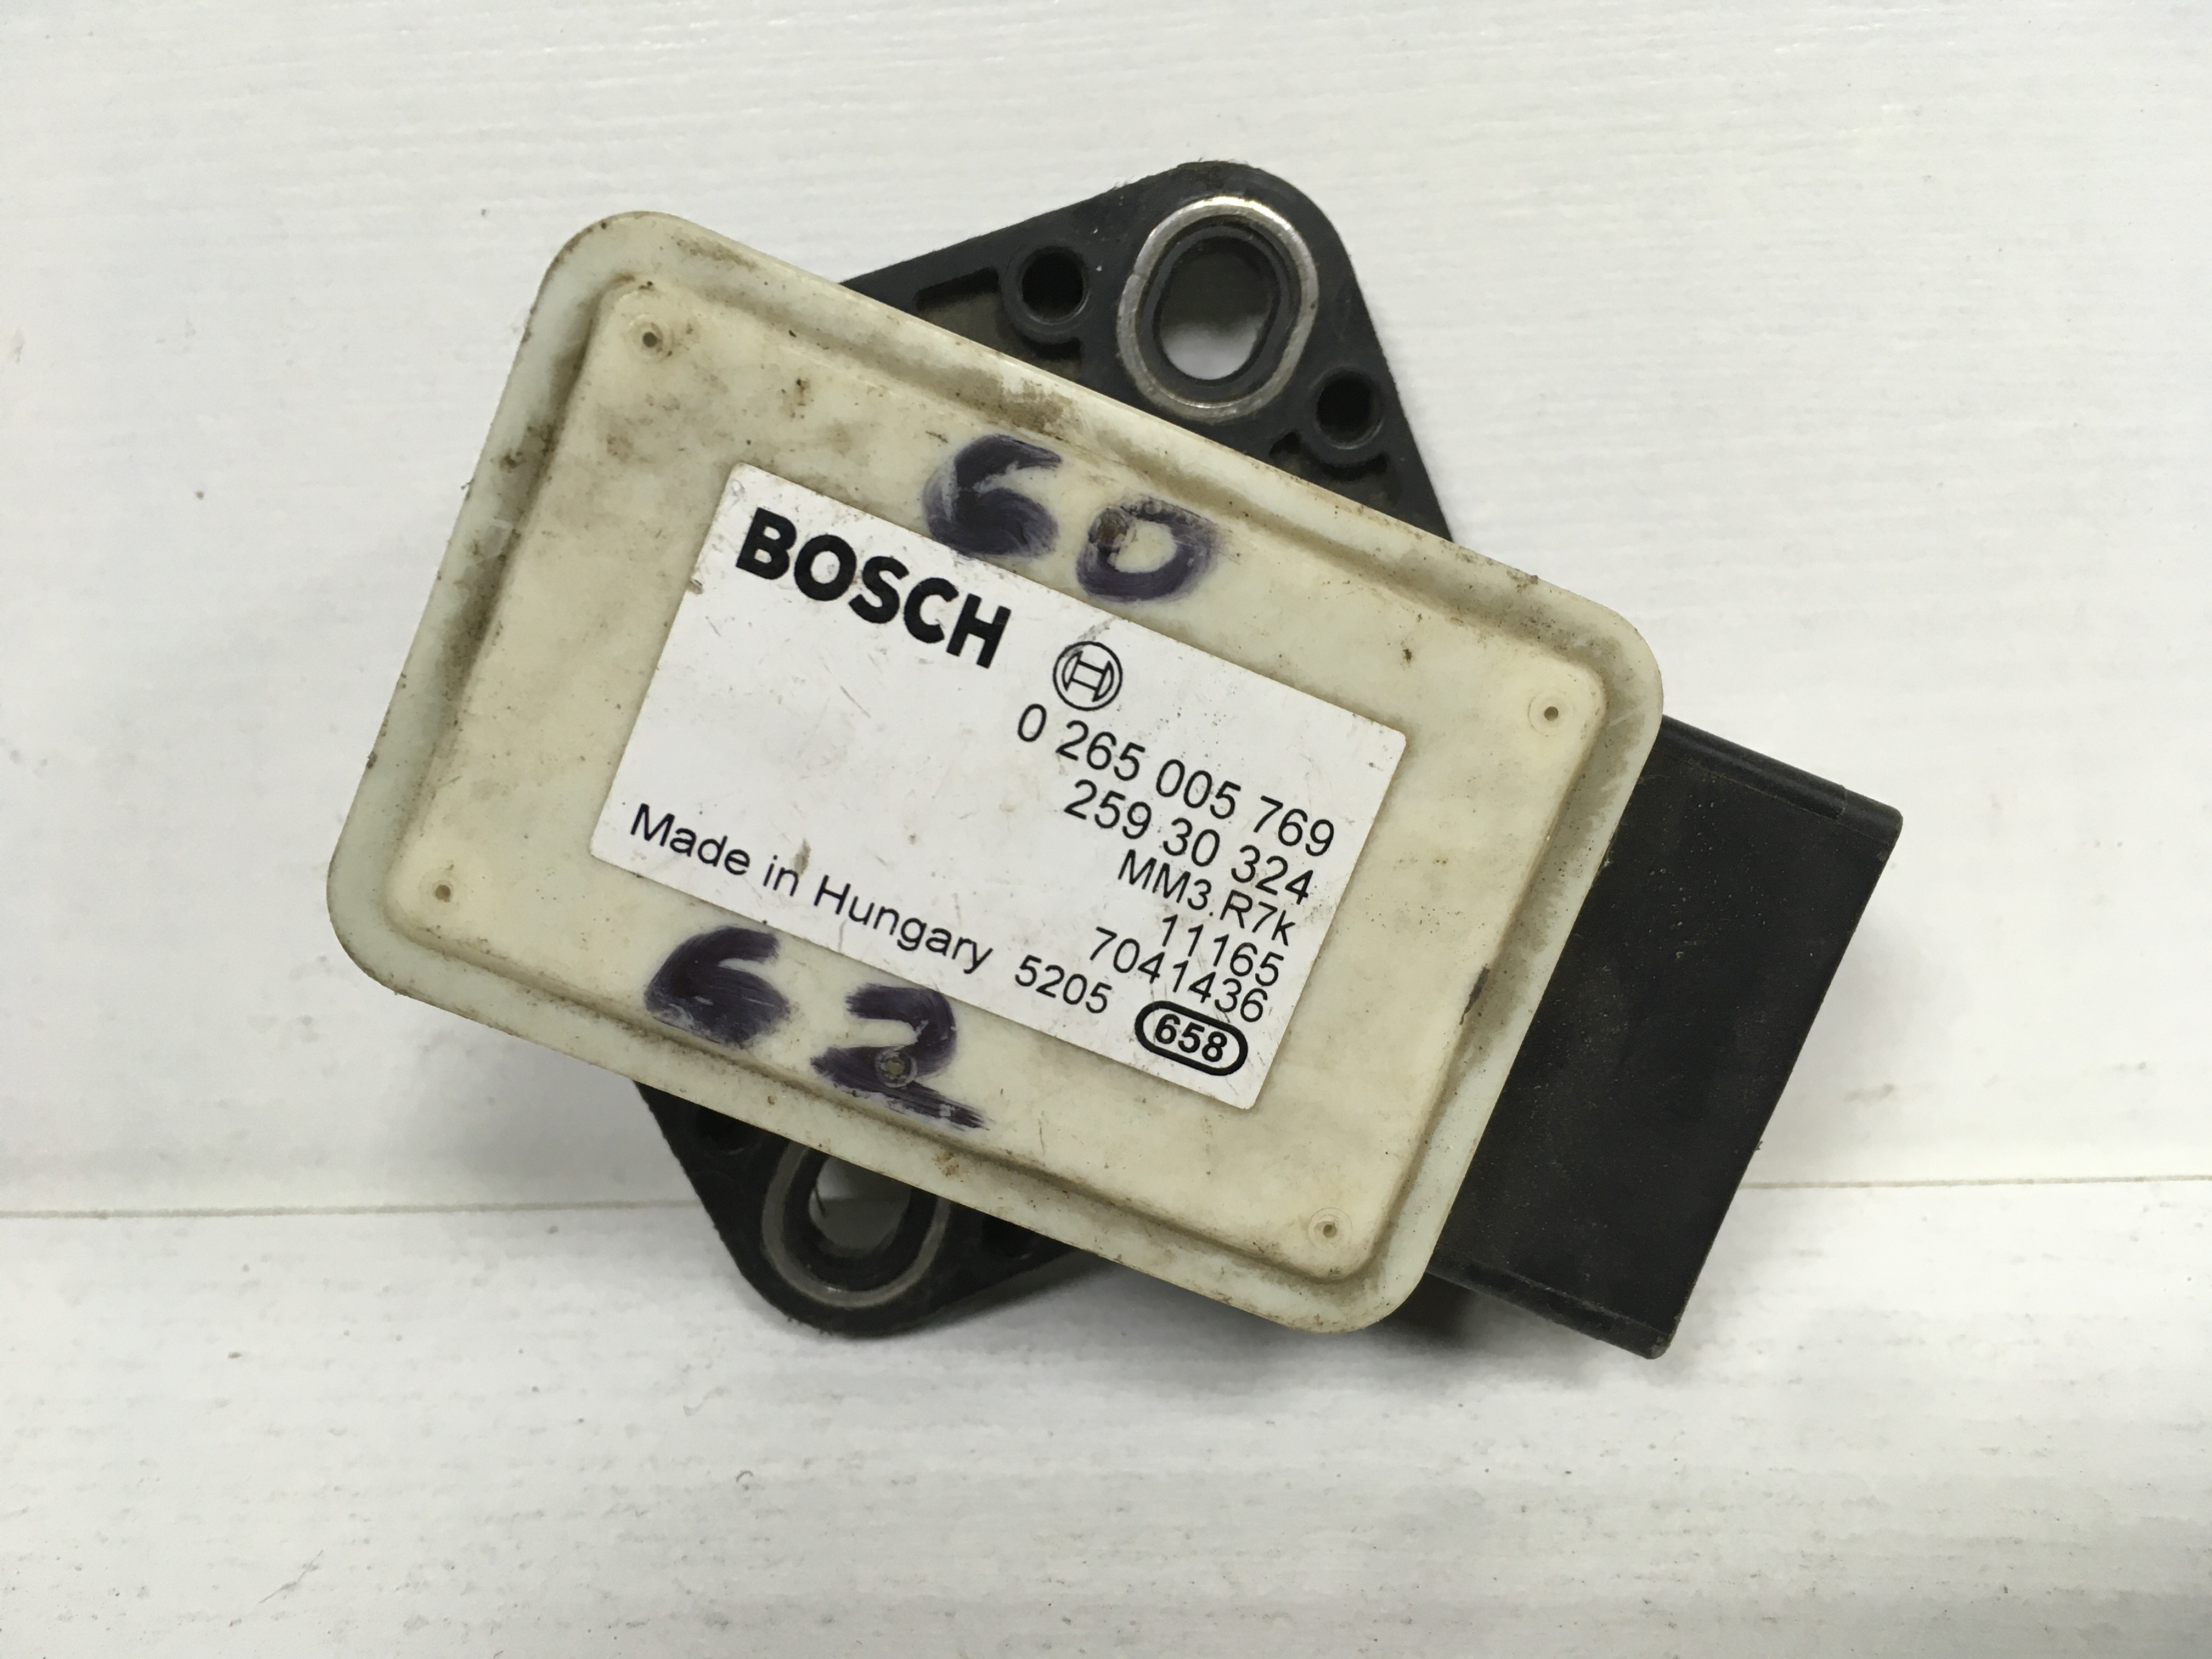 60
BOSCH
0 265 005 769
259 30 324
MM3.R7k
11165
7041436
Made in Hungary 5205 658
62